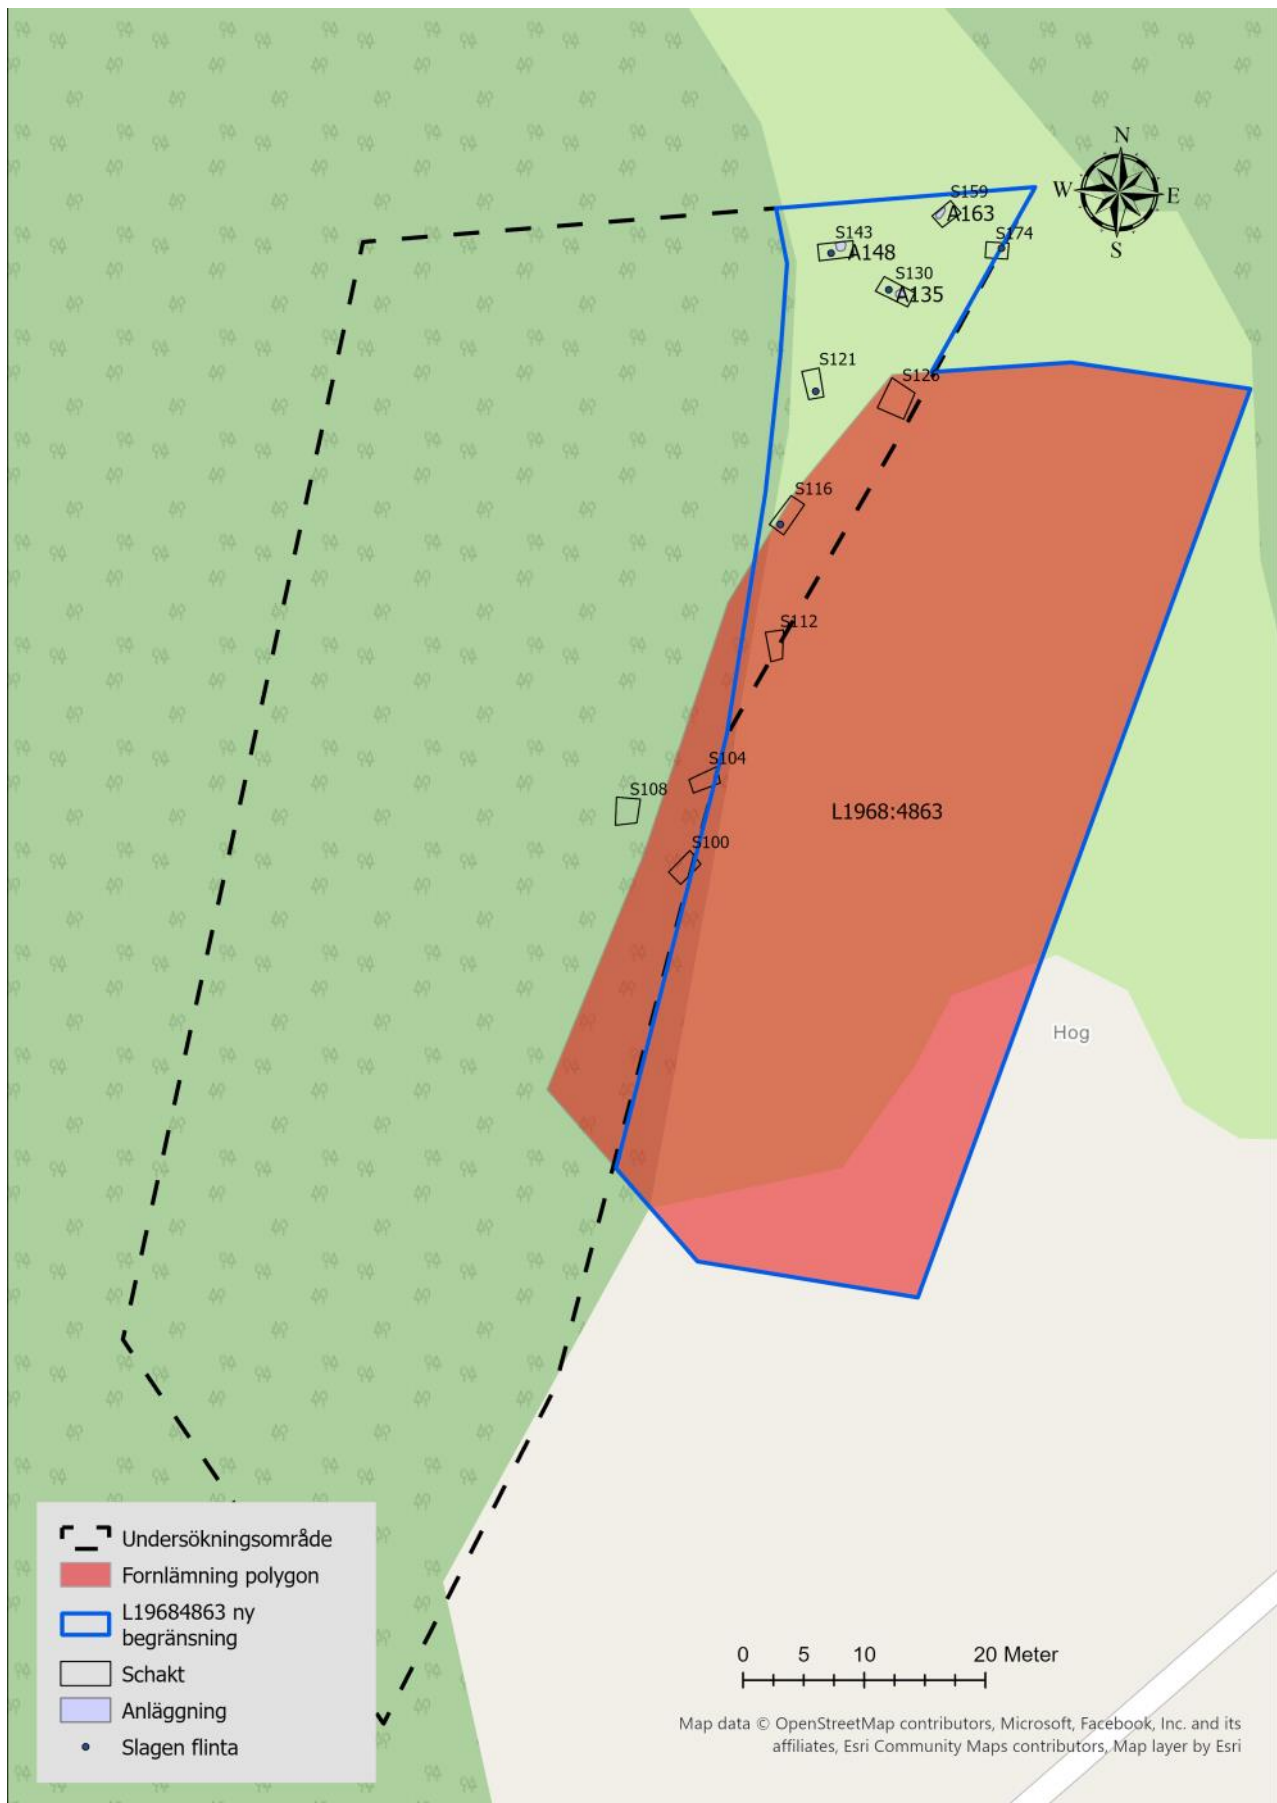 N
W E
S
S159
A163
S143
A148
S174
S130
A135
S121
S126
S116
S112
S104
S108
L1968:4863
S100
Hog
Undersökningsområde
Fornlämning polygon
L19684863 ny
begränsning
Schakt
Anläggning
Slagen flinta
0 5 10 20 Meter
Map data © OpenStreetMap contributors, Microsoft, Facebook, Inc. and its
affiliates, Esri Community Maps contributors, Map layer by Esri